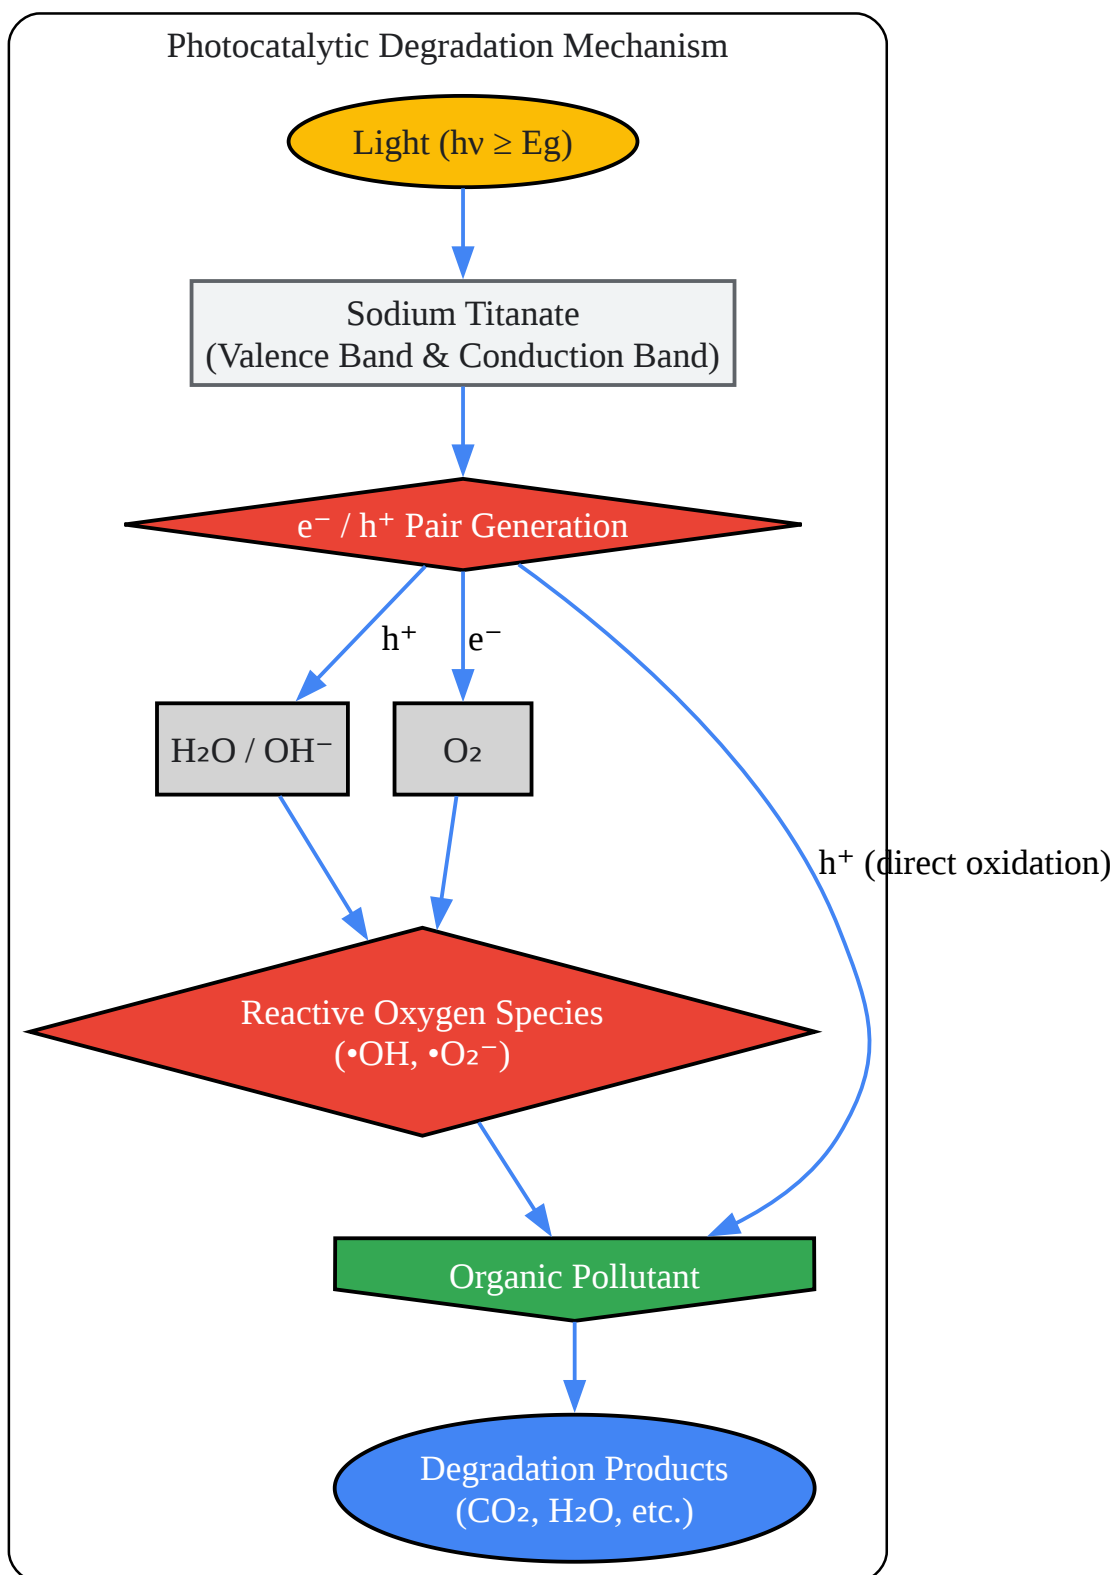 Photocatalytic Degradation Mechanism
Light (hν ≥ Eg)
Sodium Titanate
(Valence Band & Conduction Band)
e⁻ / h⁺ Pair Generation
h⁺
e⁻
H₂O / OH⁻
O₂
h⁺ (direct oxidation)
Reactive Oxygen Species
(•OH, •O₂⁻)
Organic Pollutant
Degradation Products
(CO₂, H₂O, etc.)